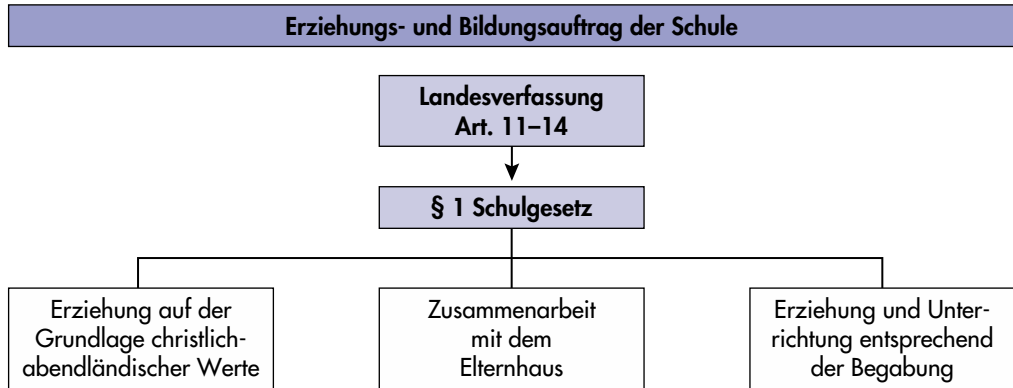 Erziehungs- und Bildungsauftrag der Schule
Landesverfassung
Art. 11–14
§ 1 Schulgesetz
Erziehung auf der
Grundlage christlich-
abendländischer Werte
Zusammenarbeit
mit dem
Elternhaus
Erziehung und Unter-
richtung entsprechend
der Begabung